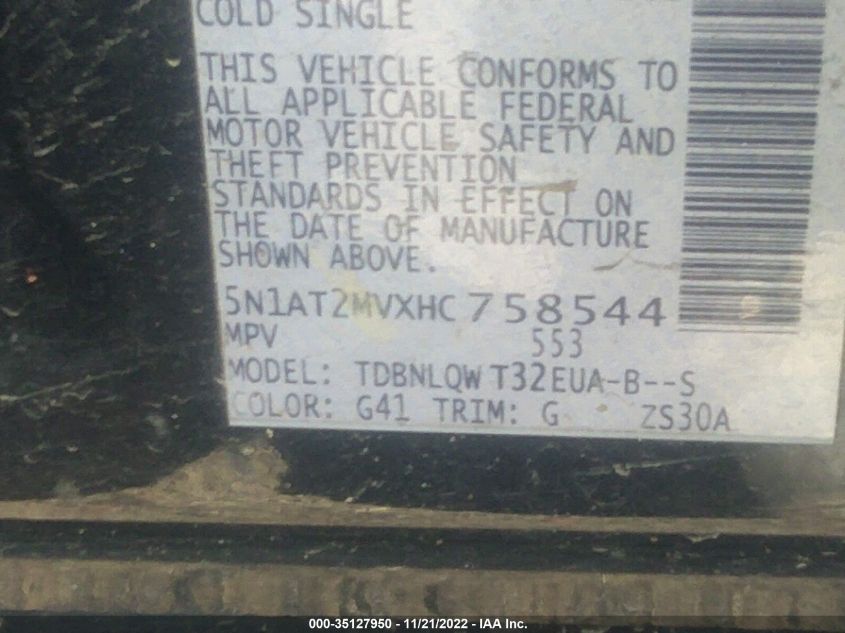 COLD SINGLE
THIS VEHICLE CONFORMS TO
ALL APPLICABLE FEDERAL
MOTOR VEHICLE SAFETY AND
THEFT PREVENTION
STANDARDS IN EFFECT ON
THE DATE OF MANUFACTURE
SHOWN ABOVE.
5N1AT2MVXHC 758544
MPV 553
MODEL: TDBNLQW T32EUA-B--S
COLOR: G41 TRIM: G ZS30A
000-35127950 - 11/21/2022 - IAA Inc.